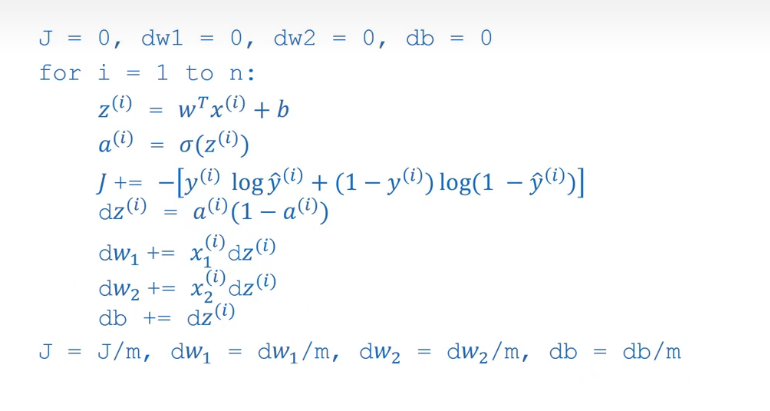 J = 0, dw1 = 0, dw2 = 0, db = 0
for i = 1 to n:
z⁽ⁱ⁾ = wᵀx⁽ⁱ⁾ + b
a⁽ⁱ⁾ = σ(z⁽ⁱ⁾)
J += −[y⁽ⁱ⁾ log ŷ⁽ⁱ⁾ + (1 − y⁽ⁱ⁾) log(1 − ŷ⁽ⁱ⁾)]
dz⁽ⁱ⁾ = a⁽ⁱ⁾(1 − a⁽ⁱ⁾)
dw₁ += x₁⁽ⁱ⁾dz⁽ⁱ⁾
dw₂ += x₂⁽ⁱ⁾dz⁽ⁱ⁾
db += dz⁽ⁱ⁾
J = J/m, dw₁ = dw₁/m, dw₂ = dw₂/m, db = db/m